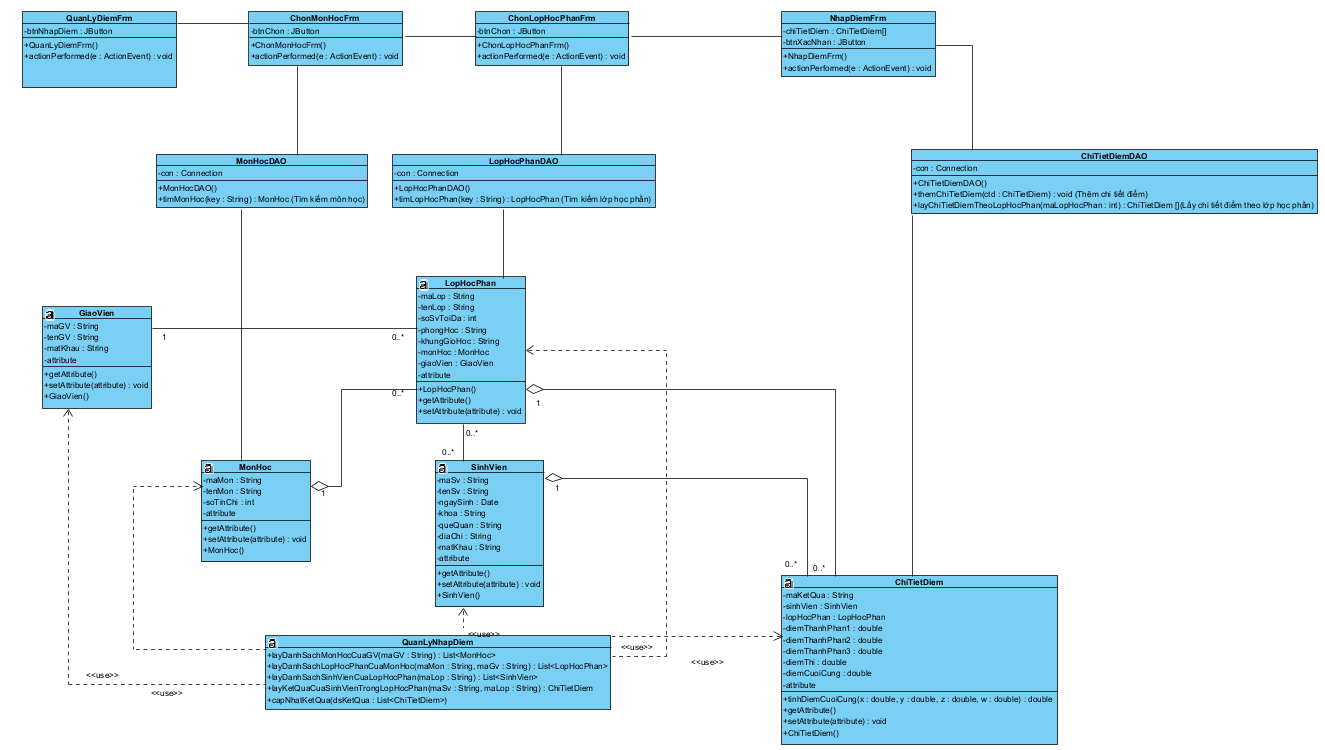 QuanLyDiemFrm
-btnNhapDiem : JButton
+QuanLyDiemFrm()
+actionPerformed(e : ActionEvent) : void
ChonMonHocFrm
-btnChon : JButton
+ChonMonHocFrm()
+actionPerformed(e : ActionEvent) : void
ChonLopHocPhanFrm
-btnChon : JButton
+ChonLopHocPhanFrm()
+actionPerformed(e : ActionEvent) : void
NhapDiemFrm
-chiTietDiem : ChiTietDiem[]
-btnXacNhan : JButton
+NhapDiemFrm()
+actionPerformed(e : ActionEvent) : void
MonHocDAO
-con : Connection
+MonHocDAO()
+timMonHoc(key : String) : MonHoc (Tìm kiếm môn học)
LopHocPhanDAO
-con : Connection
+LopHocPhanDAO()
+timLopHocPhan(key : String) : LopHocPhan (Tìm kiếm lớp học phần)
ChiTietDiemDAO
-con : Connection
+ChiTietDiemDAO()
+themChiTietDiem(ctd : ChiTietDiem) : void (Thêm chi tiết điểm)
+layChiTietDiemTheoLopHocPhan(maLopHocPhan : int) : ChiTietDiem [](Lấy chi tiết điểm theo lớp học phần)
a
LopHocPhan
-maLop : String
-tenLop : String
-soSvToiDa : int
-phongHoc : String
-khungGioHoc : String
-monHoc : MonHoc
-giaoVien : GiaoVien
-attribute
+LopHocPhan()
+getAttribute()
+setAttribute(attribute) : void
a
GiaoVien
-maGV : String
-tenGV : String
-matKhau : String
-attribute
+getAttribute()
+setAttribute(attribute) : void
+GiaoVien()
1
0..*
0..*
1
0..*
0..*
a
MonHoc
-maMon : String
-tenMon : String
-soTinChi : int
-attribute
+getAttribute()
+setAttribute(attribute) : void
+MonHoc()
1
a
SinhVien
-maSv : String
-tenSv : String
-ngaySinh : Date
-khoa : String
-queQuan : String
-diaChi : String
-matKhau : String
-attribute
+getAttribute()
+setAttribute(attribute) : void
+SinhVien()
1
0..*
0..*
a
ChiTietDiem
-maKetQua : String
-sinhVien : SinhVien
-lopHocPhan : LopHocPhan
-diemThanhPhan1 : double
-diemThanhPhan2 : double
-diemThanhPhan3 : double
-diemThi : double
-diemCuoiCung : double
-attribute
+tinhDiemCuoiCung(x : double, y : double, z : double, w : double) : double
+getAttribute()
+setAttribute(attribute) : void
+ChiTietDiem()
<<use>>
a
QuanLyNhapDiem
+layDanhSachMonHocCuaGV(maGV : String) : List<MonHoc>
+layDanhSachLopHocPhanCuaMonHoc(maMon : String, maGv : String) : List<LopHocPhan>
+layDanhSachSinhVienCuaLopHocPhan(maLop : String) : List<SinhVien>
+layKetQuaCuaSinhVienTrongLopHocPhan(maSv : String, maLop : String) : ChiTietDiem
+capNhatKetQua(dsKetQua : List<ChiTietDiem>)
<<use>>
<<use>>
<<use>>
<<use>>